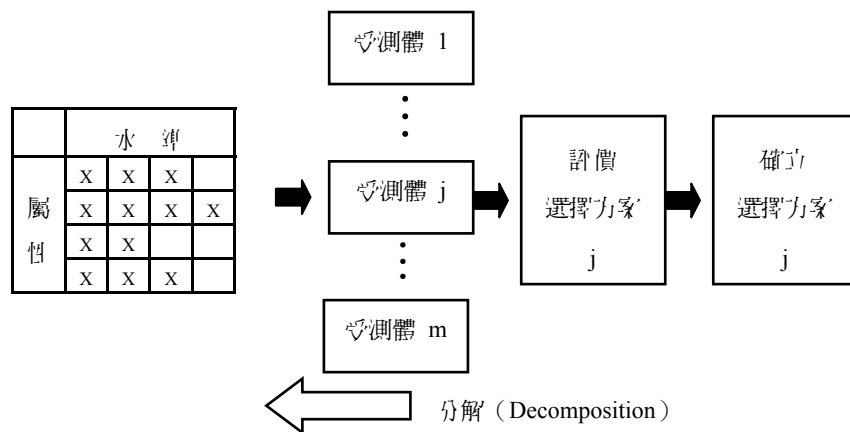 受測體 1
水 準
屬性
X X X
X X X X
X X
X X X
受測體 j
受測體 m
評價
選擇方案
j
確立
選擇方案
j
分解（Decomposition）